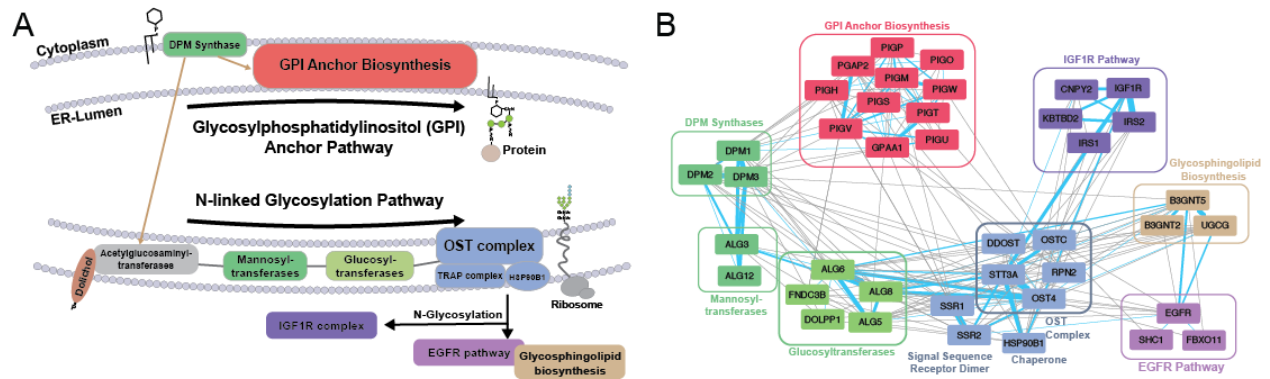 A
Cytoplasm
DPM Synthase
GPI Anchor Biosynthesis
ER-Lumen
Glycosylphosphatidylinositol (GPI)
Anchor Pathway
Protein
N-linked Glycosylation Pathway
OST complex
Acetylglucosaminyl-
transferases
Mannosyl-
transferases
Glucosyl-
transferases
TRAP complex
HSP90B1
Dolichol
Ribosome
N-Glycosylation
IGF1R complex
EGFR pathway
Glycosphingolipid
biosynthesis
B
GPI Anchor Biosynthesis
PIGP
PIGO
PGAP2
PIGM
PIGH
PIGW
PIGS
PIGT
PIGV
PIGU
GPAA1
IGF1R Pathway
CNPY2
IGF1R
KBTBD2
IRS2
IRS1
DPM Synthases
DPM1
DPM2
DPM3
ALG3
ALG12
Mannosyl-
transferases
Glycosphingolipid
Biosynthesis
B3GNT5
B3GNT2
UGCG
DDOST
OSTC
STT3A
RPN2
OST4
OST
Complex
ALG6
FNDC3B
ALG8
DOLPP1
ALG5
Glucosyltransferases
SSR1
SSR2
Signal Sequence
Receptor Dimer
HSP90B1
Chaperone
EGFR
SHC1
FBXO11
EGFR Pathway